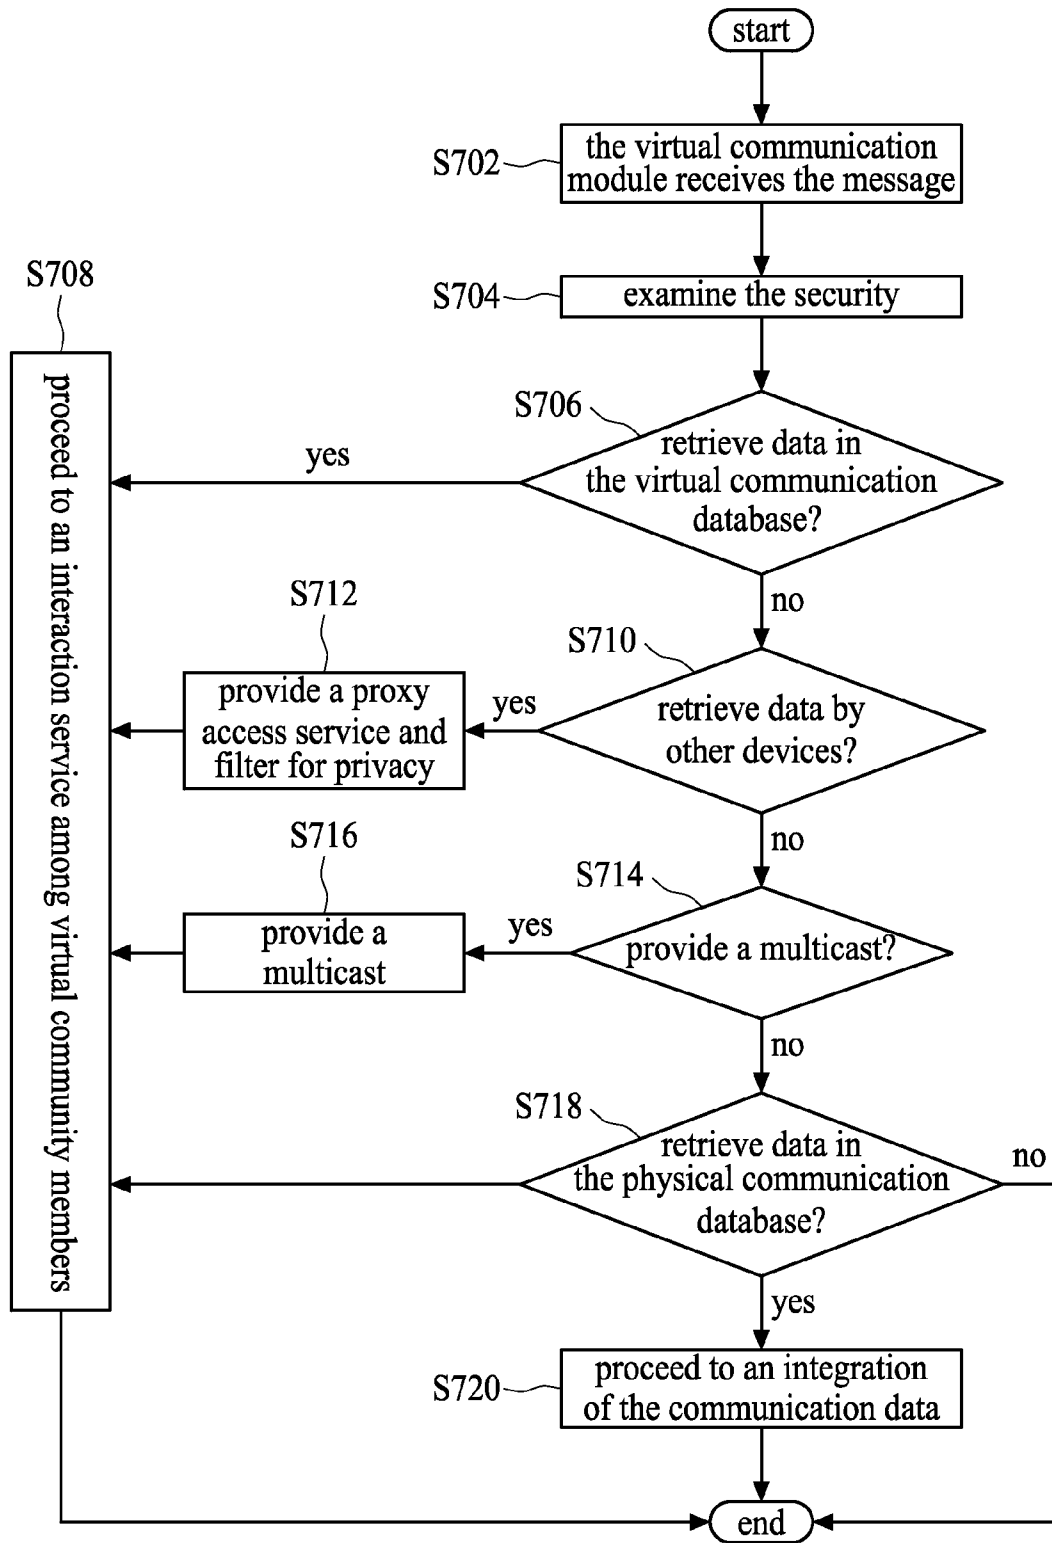 start
the virtual communication
module receives the message
S702
S708
examine the security
S704
S706
retrieve data in
the virtual communication
database?
yes
no
S712
S710
provide a proxy
access service and
filter for privacy
yes
retrieve data by
other devices?
no
S716
S714
provide a
multicast
yes
provide a multicast?
no
proceed to an interaction service among virtual community members
S718
retrieve data in
the physical communication
database?
no
yes
S720
proceed to an integration
of the communication data
end